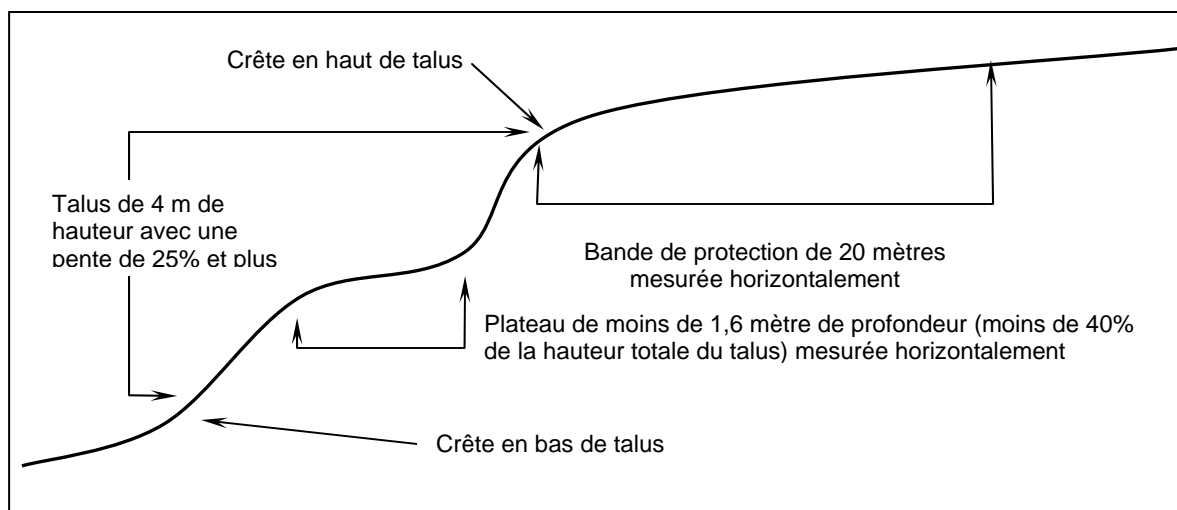 Crête en haut de talus
Talus de 4 m de
hauteur avec une
pente de 25% et plus
Bande de protection de 20 mètres
mesurée horizontalement
Plateau de moins de 1,6 mètre de profondeur (moins de 40%
de la hauteur totale du talus) mesurée horizontalement
Crête en bas de talus